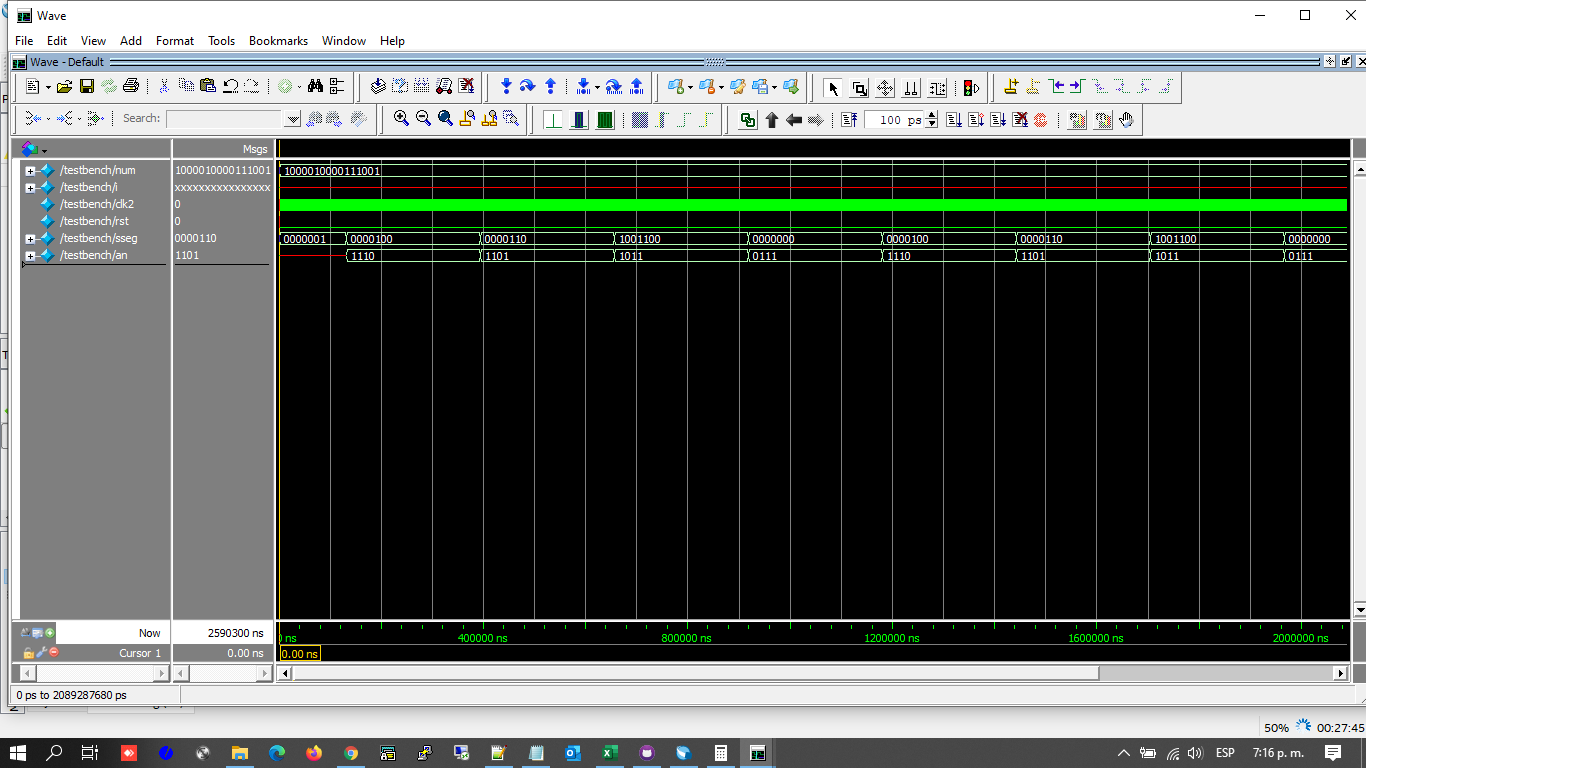 Wave
File Edit View Add Format Tools Bookmarks Window Help
Wave - Default
Search:
100 ps
Msgs
/testbench/num 1000010000111001 1000010000111001
/testbench/i xxxxxxxxxxxxxxxx
/testbench/clk2 0
/testbench/rst 0
/testbench/sseg 0000110 0000001 0000100 0000110 1001100 0000000 0000100 0000110 1001100 0000000
/testbench/an 1101 1110 1101 1011 0111 1110 1101 1011 0111
Now 2590300 ns ns 400000 ns 800000 ns 1200000 ns 1600000 ns 2000000 ns
Cursor 1 0.00 ns 0.00 ns
0 ps to 2089287680 ps
50% 00:27:45
ESP 7:16 p. m.